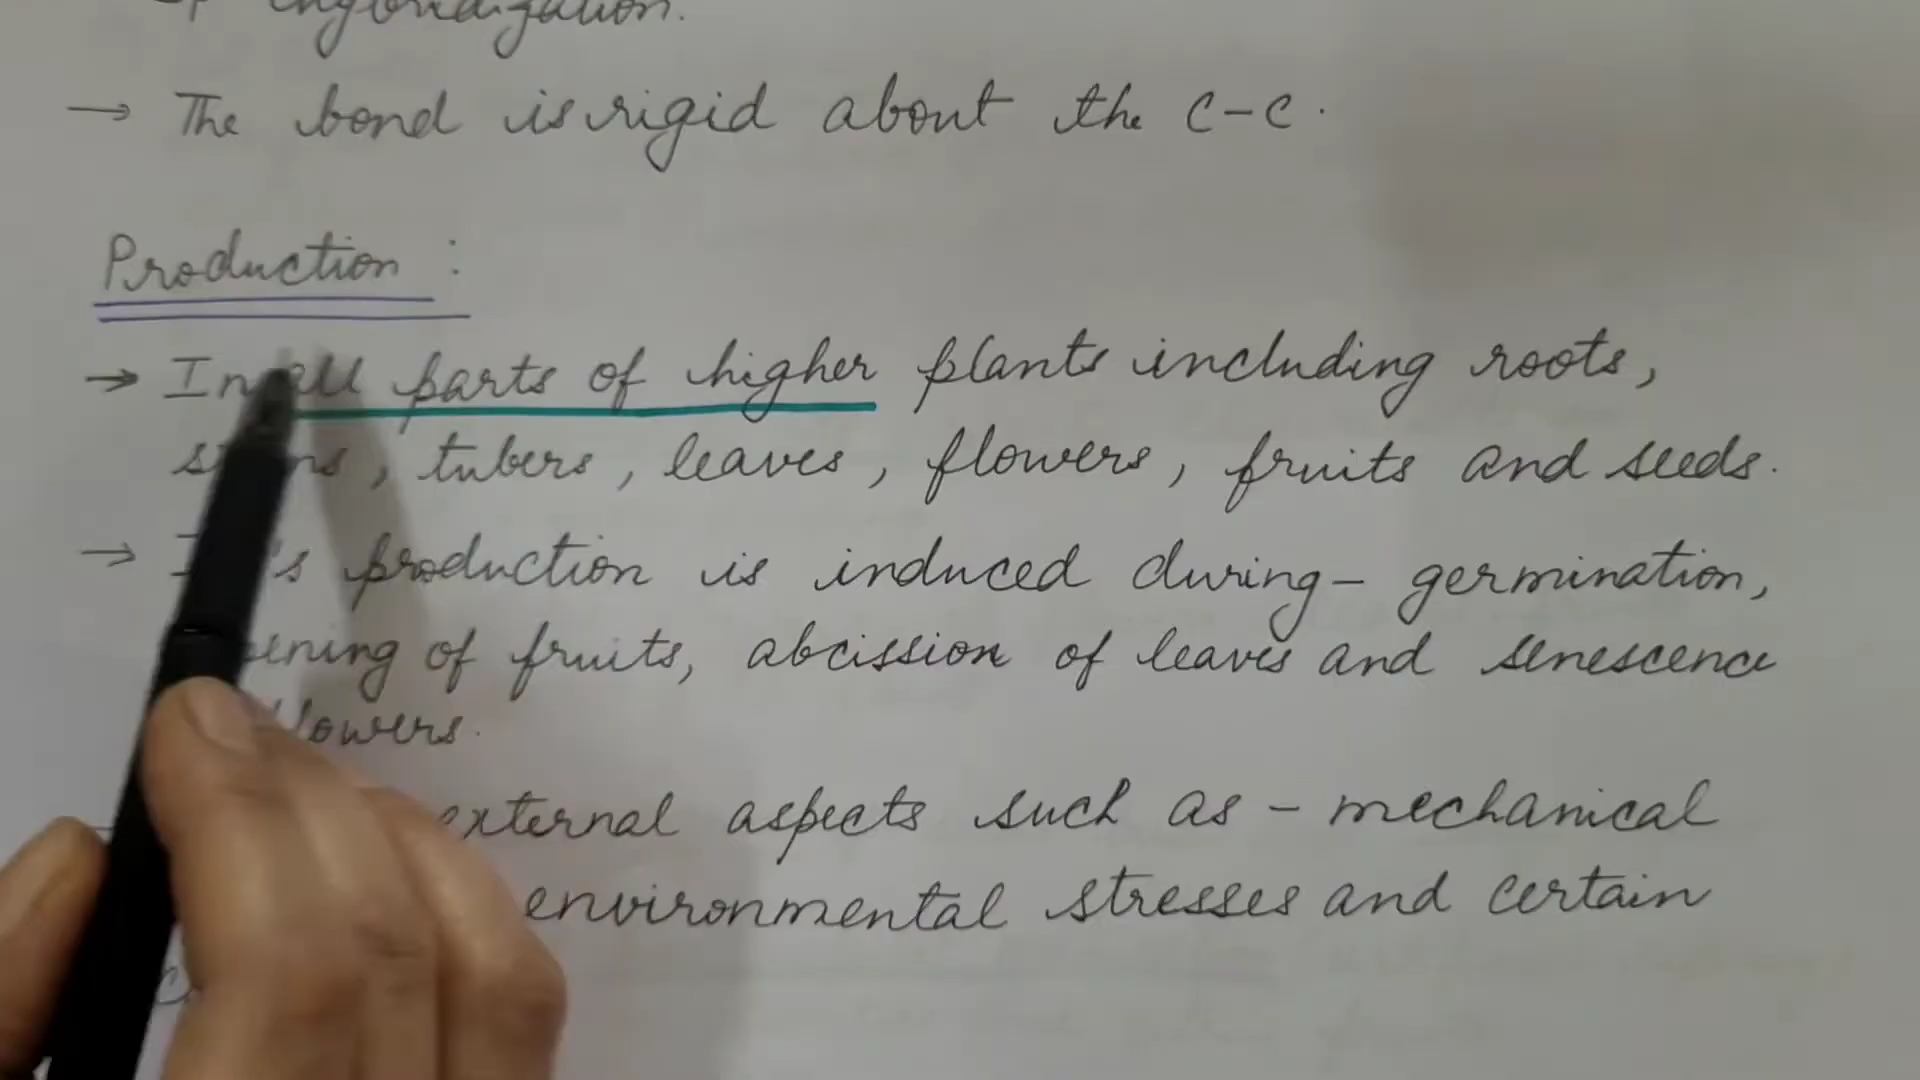 hybridization.
→ The bond is rigid about the C-C.
Production :
→ In all parts of higher plants including roots,
, tubers, leaves, flowers, fruits and seeds.
→ production is induced during - germination,
of fruits, abcission of leaves and senescence
flowers.
external aspects such as - mechanical
environmental stresses and certain